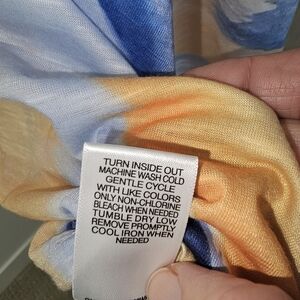 TURN INSIDE OUT
MACHINE WASH COLD
GENTLE CYCLE
WITH LIKE COLORS
ONLY NON-CHLORINE
BLEACH WHEN NEEDED
TUMBLE DRY LOW
REMOVE PROMPTLY
COOL IRON WHEN
NEEDED